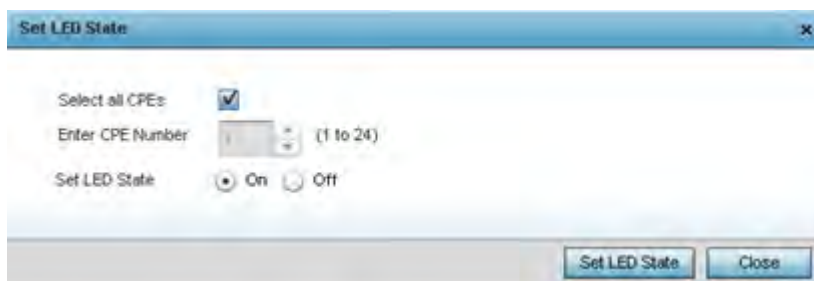 Set LED State
Select all CPEs
Enter CPE Number 1 (1 to 24)
Set LED State On Off
Set LED State Close